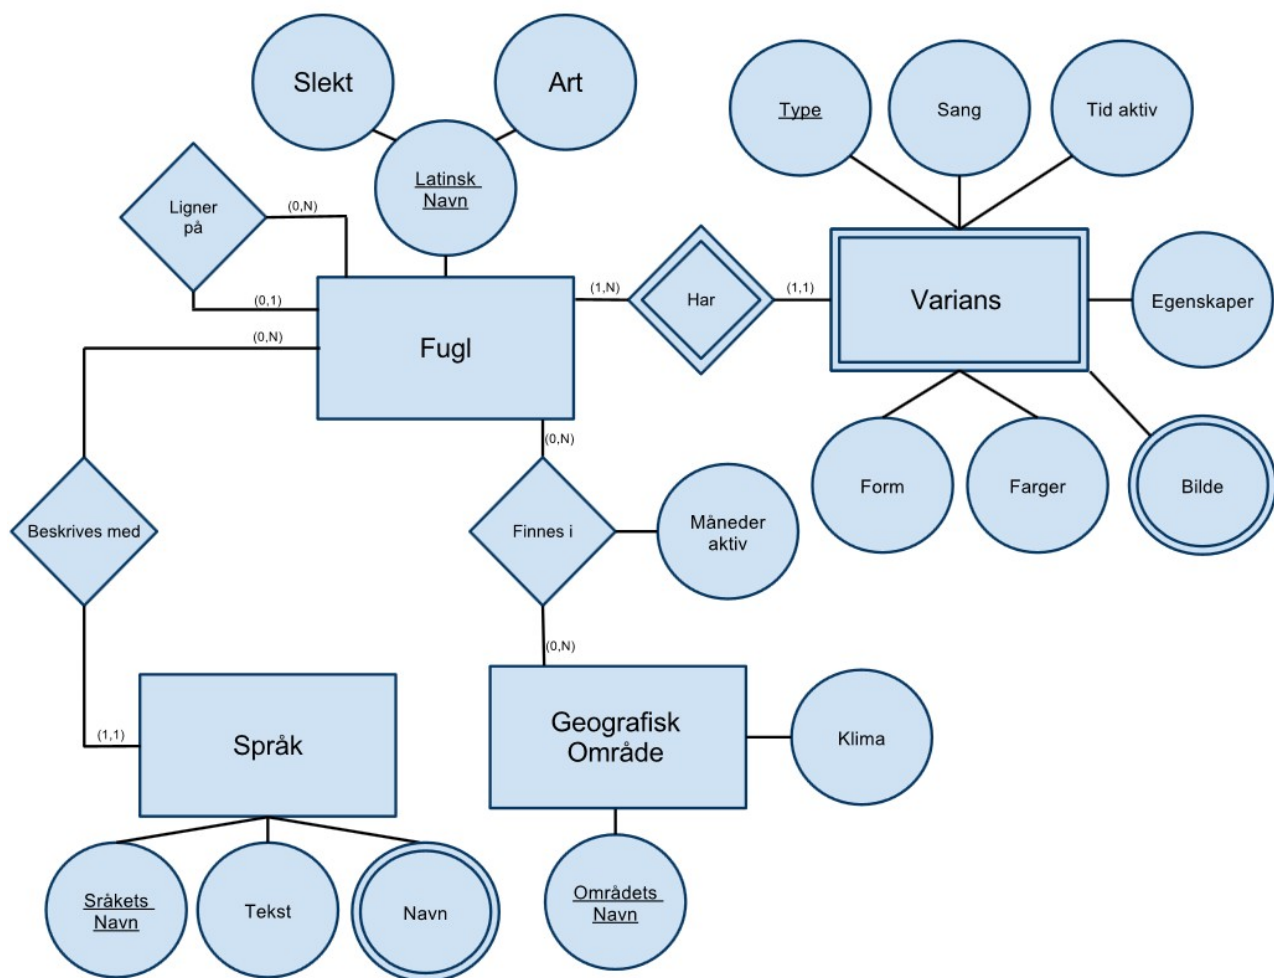 Slekt
Art
Latinsk
Navn
Type
Sang
Tid aktiv
Ligner
på
(0,N)
(0,1)
(0,N)
Fugl
(1,N)
Har
(1,1)
Varians
Egenskaper
(0,N)
Form
Farger
Bilde
Beskrives med
Finnes i
Måneder
aktiv
(0,N)
(1,1)
Språk
Geografisk
Område
Klima
Sråkets
Navn
Tekst
Navn
Områdets
Navn